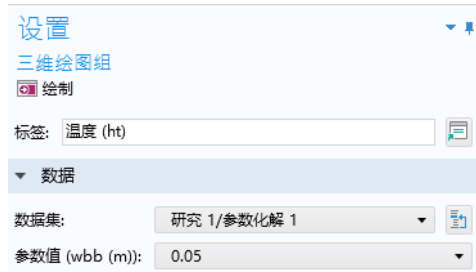 设置
三维绘图组
绘制
标签: 温度 (ht)
数据
数据集: 研究 1/参数化解 1
参数值 (wbb (m)): 0.05